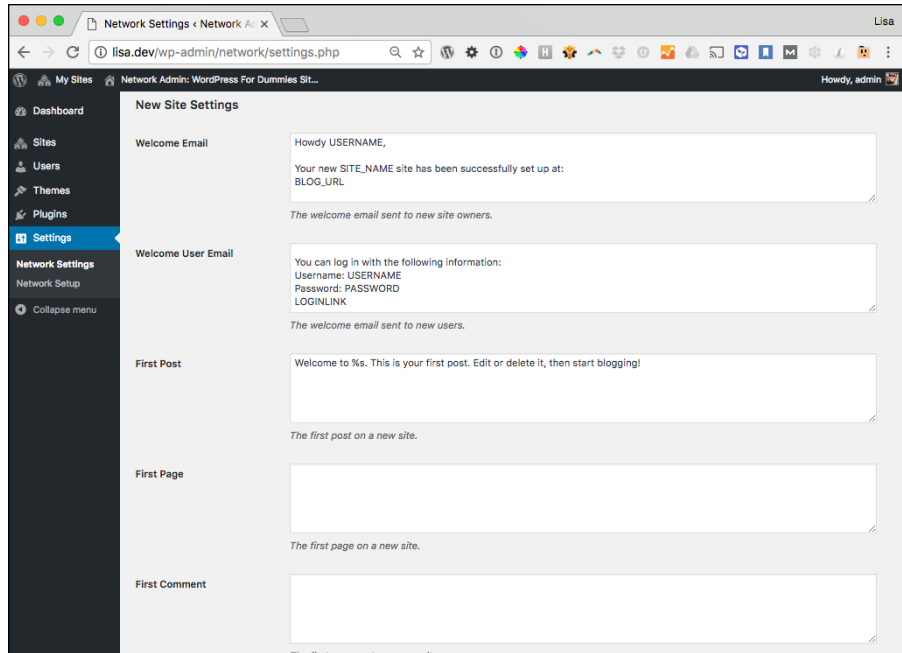 Network Settings ‹ Network Ad
Lisa
lisa.dev/wp-admin/network/settings.php
My Sites
Network Admin: WordPress For Dummies Sit...
Howdy, admin
Dashboard
Sites
Users
Themes
Plugins
Settings
Network Settings
Network Setup
Collapse menu
New Site Settings
Welcome Email
Howdy USERNAME,
Your new SITE_NAME site has been successfully set up at:
BLOG_URL
The welcome email sent to new site owners.
Welcome User Email
You can log in with the following information:
Username: USERNAME
Password: PASSWORD
LOGINLINK
The welcome email sent to new users.
First Post
Welcome to %s. This is your first post. Edit or delete it, then start blogging!
The first post on a new site.
First Page
The first page on a new site.
First Comment